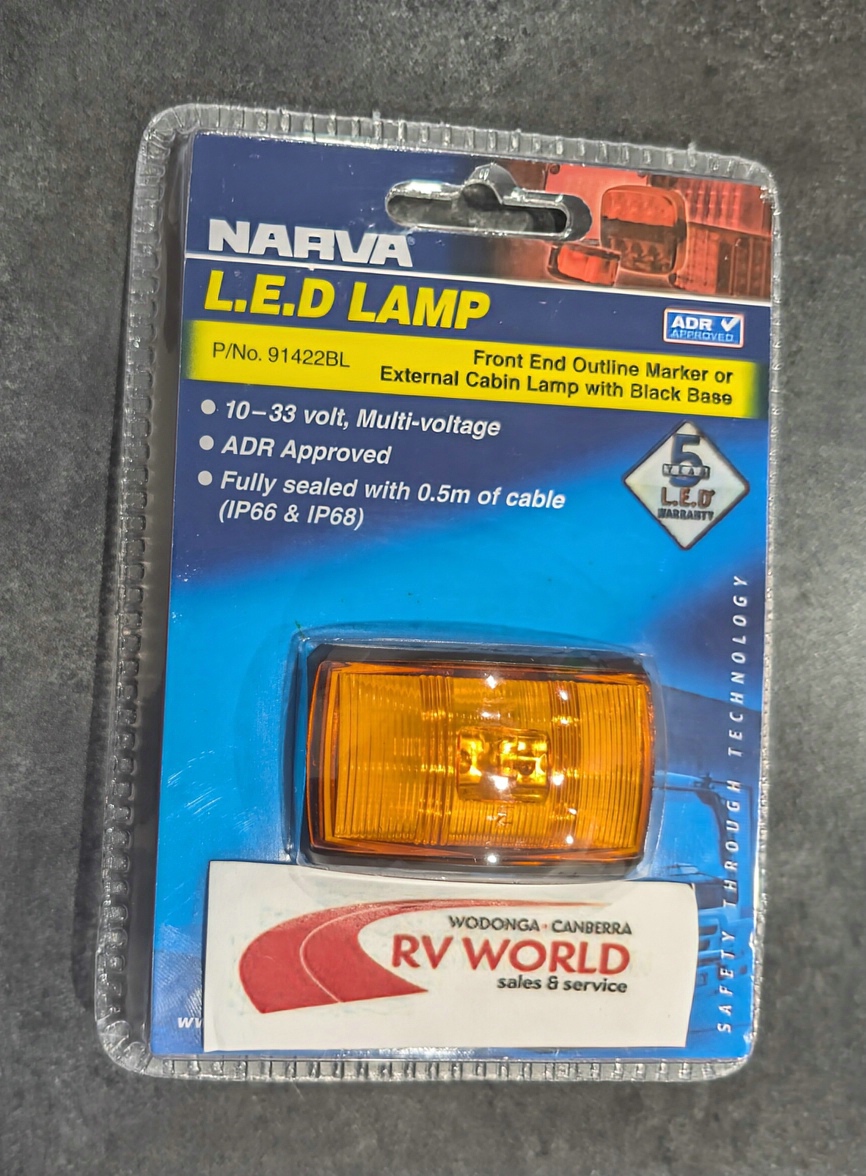 NARVA®
L.E.D LAMP
ADR
APPROVED
P/No. 91422BL
Front End Outline Marker or
External Cabin Lamp with Black Base
10–33 volt, Multi-voltage
ADR Approved
Fully sealed with 0.5m of cable
(IP66 & IP68)
5
YEAR
L.E.D
WARRANTY
SAFETY THROUGH TECHNOLOGY
WODONGA • CANBERRA
RV WORLD
sales & service